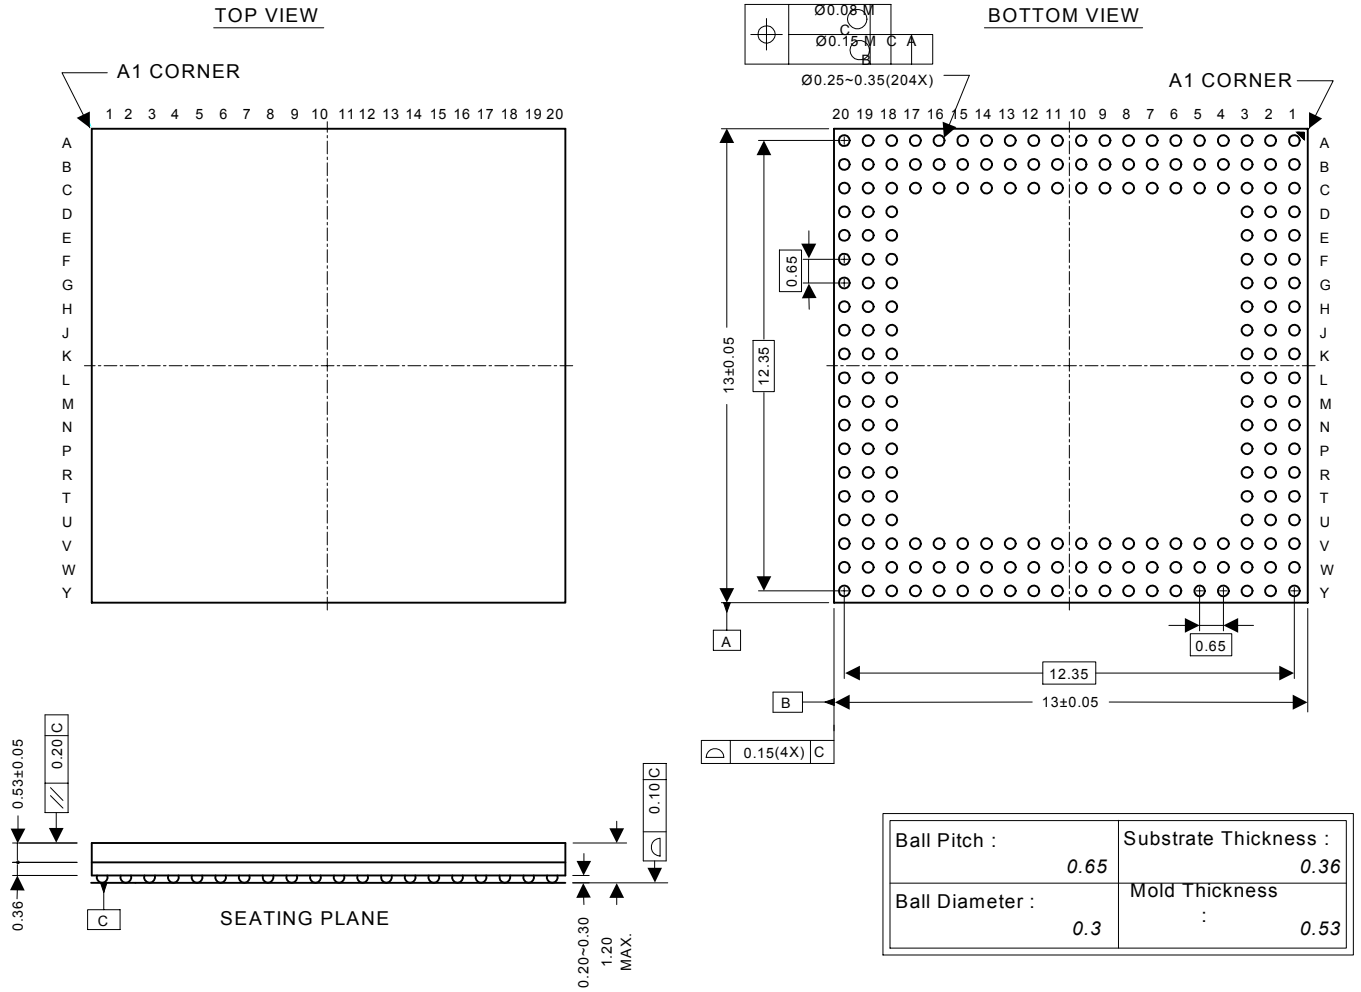 TOP VIEW
A1 CORNER
1 2 3 4 5 6 7 8 9 10 11 12 13 14 15 16 17 18 19 20
A
B
C
D
E
F
G
H
J
K
L
M
N
P
R
T
U
V
W
Y
Ø0.08 M
C
Ø0.15 M C A
B
Ø0.25~0.35(204X)
BOTTOM VIEW
A1 CORNER
20 19 18 17 16 15 14 13 12 11 10 9 8 7 6 5 4 3 2 1
A
B
C
D
E
F
G
H
J
K
L
M
N
P
R
T
U
V
W
Y
0.65
13±0.05
12.35
A
0.65
12.35
B
13±0.05
0.15(4X) C
0.53±0.05
0.20 C
0.36
C
SEATING PLANE
0.20~0.30
1.20
MAX.
0.10 C
Ball Pitch :
0.65
Substrate Thickness :
0.36
Ball Diameter :
0.3
Mold Thickness
:
0.53